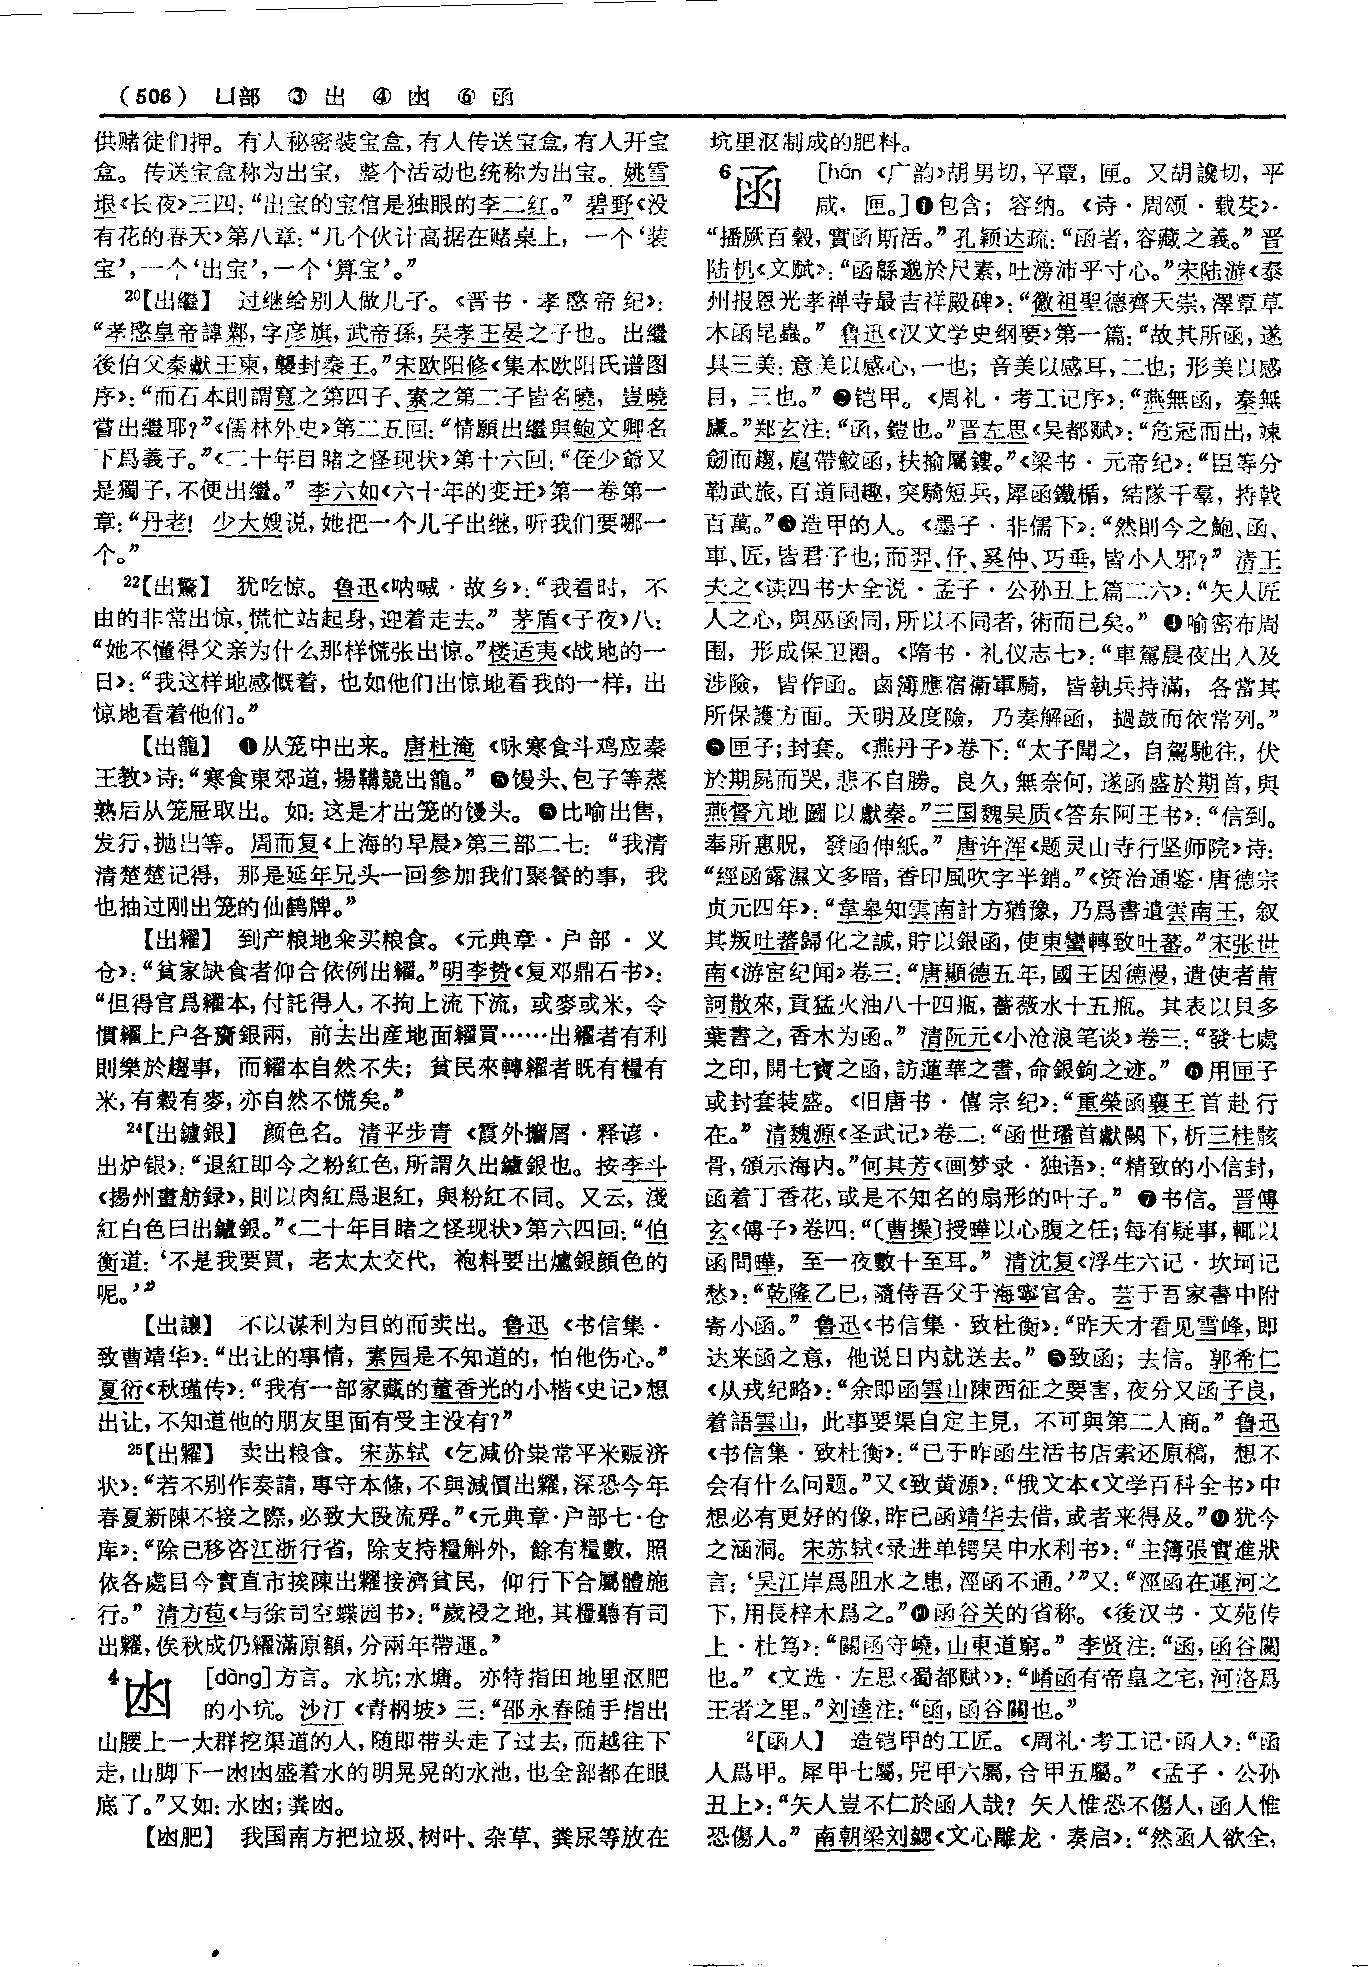 (506) 凵部 ③ 出 ④ 凼 ⑥ 函
供赌徒们押。有人秘密装宝盒,有人传送宝盒,有人开宝
盒。传送宝盒称为出宝, 整个活动也统称为出宝。姚雪
垠《长夜》三四:“出宝的宝倌是独眼的李二红。” 碧野《没
有花的春天》第八章:“几个伙计高据在赌桌上, 一个‘装
宝’,一个‘出宝’,一个‘算宝’。”
20【出繼】 过继给别人做儿子。《晋书·孝愍帝纪》:
“孝愍皇帝諱鄴,字彦旗,武帝孫,吴孝王晏之子也。出繼
後伯父秦獻王柬,襲封秦王。”宋欧阳修《集本欧阳氏谱图
序》:“而石本則謂寬之第四子、素之第二子皆名曉, 豈曉
嘗出繼耶?”《儒林外史》第二五回:“情願出繼與鮑文卿名
下爲義子。”《二十年目睹之怪现状》第十六回:“侄少爺又
是獨子,不便出繼。” 李六如《六十年的变迁》第一卷第一
章:“丹老! 少大嫂说,她把一个儿子出继,听我们要哪一
个。”
22【出驚】 犹吃惊。鲁迅《呐喊·故乡》:“我看时, 不
由的非常出惊,慌忙站起身,迎着走去。” 茅盾《子夜》八:
“她不懂得父亲为什么那样慌张出惊。”楼适夷《战地的一
日》:“我这样地感慨着,也如他们出惊地看我的一样,出
惊地看着他们。”
【出籠】 ❶从笼中出来。唐杜淹《咏寒食斗鸡应秦
王教》诗:“寒食東郊道,揚鞲競出籠。” ❷馒头、包子等蒸
熟后从笼屉取出。如:这是才出笼的馒头。❸比喻出售,
发行,抛出等。周而复《上海的早晨》第三部二七: “我清
清楚楚记得, 那是延年兄头一回参加我们聚餐的事, 我
也抽过刚出笼的仙鹤牌。”
【出糴】 到产粮地籴买粮食。《元典章·户部·义
仓》:“貧家缺食者仰合依例出糴。”明李贽《复邓鼎石书》:
“但得官爲糴本,付託得人,不拘上流下流,或麥或米,令
慣糴上户各齎銀兩, 前去出産地面糴買……出糴者有利
則樂於趨事, 而糴本自然不失; 貧民來轉糴者既有糧有
米,有穀有麥,亦自然不慌矣。”
24【出鑪銀】 颜色名。清平步青《霞外攟屑·释谚·
出炉银》:“退紅即今之粉紅色,所謂久出鑪銀也。按李斗
《揚州畫舫録》,則以肉紅爲退紅,與粉紅不同。又云,淺
紅白色曰出鑪銀。”《二十年目睹之怪现状》第六四回:“伯
衡道:‘不是我要買, 老太太交代, 袍料要出爐銀顔色的
呢。’”
【出讓】 不以谋利为目的而卖出。鲁迅《书信集·
致曹靖华》:“出让的事情,素园是不知道的,怕他伤心。”
夏衍《秋瑾传》:“我有一部家藏的董香光的小楷《史记》想
出让,不知道他的朋友里面有受主没有?”
25【出糶】 卖出粮食。宋苏轼《乞减价粜常平米赈济
状》:“若不别作奏請,專守本條,不與減價出糶,深恐今年
春夏新陳不接之際,必致大段流殍。”《元典章·户部七·仓
库》:“除已移咨江浙行省, 除支持糧斛外, 餘有糧數, 照
依各處目今實直市挨陳出糶接濟貧民, 仰行下合屬體施
行。” 清方苞《与徐司空蝶园书》:“歲祲之地,其糧聽有司
出糶,俟秋成仍糴滿原額,分兩年帶運。”
4凼 [dàng]方言。水坑;水塘。亦特指田地里沤肥
的小坑。沙汀《青㭎坡》三:“邵永春随手指出
山腰上一大群挖渠道的人,随即带头走了过去,而越往下
走,山脚下一凼凼盛着水的明晃晃的水池,也全部都在眼
底了。”又如:水凼;粪凼。
【凼肥】 我国南方把垃圾、树叶、杂草、粪尿等放在
坑里沤制成的肥料。
6函 [hán 《广韵》胡男切,平覃,匣。又胡讒切,平
咸,匣。]❶包含;容纳。《诗·周颂·载芟》:
“播厥百穀,實函斯活。”孔颖达疏:“函者,容藏之義。”晋
陆机《文赋》:“函緜邈於尺素,吐滂沛乎寸心。”宋陆游《泰
州报恩光孝禅寺最吉祥殿碑》:“徽祖聖德齊天崇,澤覃草
木函昆蟲。” 鲁迅《汉文学史纲要》第一篇:“故其所函,遂
具三美:意美以感心,一也;音美以感耳,二也;形美以感
目,三也。” ❷铠甲。《周礼·考工记序》:“燕無函,秦無
廬。”郑玄注:“函,鎧也。”晋左思《吴都赋》:“危冠而出,竦
劍而趨,扈帶鮫函,扶揄屬鏤。”《梁书·元帝纪》:“臣等分
勒武旅,百道同趣,突騎短兵,犀函鐵楯, 結隊千羣, 持戟
百萬。”❸造甲的人。《墨子·非儒下》:“然則今之鮑、函、
車、匠,皆君子也;而羿、伃、奚仲、巧垂,皆小人邪?” 清王
夫之《读四书大全说·孟子·公孙丑上篇二六》:“矢人匠
人之心,與巫函同,所以不同者,術而已矣。” ❹喻密布周
围, 形成保卫圈。《隋书·礼仪志七》:“車駕晨夜出入及
涉險, 皆作函。鹵簿應宿衛軍騎, 皆執兵持滿, 各當其
所保護方面。天明及度險, 乃奏解函, 撾鼓而依常列。”
❺匣子;封套。《燕丹子》卷下:“太子聞之, 自駕馳往,伏
於期屍而哭,悲不自勝。良久,無奈何,遂函盛於期首,與
燕督亢地圖以獻秦。”三国魏吴质《答东阿王书》:“信到。
奉所惠貺, 發函伸紙。” 唐许浑《题灵山寺行坚师院》诗:
“經函露濕文多暗,香印風吹字半銷。”《资治通鉴·唐德宗
贞元四年》:“韋皋知雲南計方猶豫, 乃爲書遺雲南王, 叙
其叛吐蕃歸化之誠,貯以銀函,使東蠻轉致吐蕃。”宋张世
南《游宦纪闻》卷三:“唐顯德五年,國王因德漫,遣使者莆
訶散來,貢猛火油八十四瓶,薔薇水十五瓶。其表以貝多
葉書之,香木为函。” 清阮元《小沧浪笔谈》卷三:“發七處
之印,開七寶之函,訪蓮華之書,命銀鉤之迹。” ❻用匣子
或封套装盛。《旧唐书·僖宗纪》:“重榮函襄王首赴行
在。” 清魏源《圣武记》卷二:“函世璠首獻闕下,析三桂骸
骨,頒示海内。”何其芳《画梦录·独语》:“精致的小信封,
函着丁香花,或是不知名的扇形的叶子。” ❼书信。晋傅
玄《傅子》卷四:“〔曹操〕授曄以心腹之任;每有疑事,輒以
函問曄, 至一夜數十至耳。” 清沈复《浮生六记·坎坷记
愁》:“乾隆乙巳,隨侍吾父于海寧官舍。芸于吾家書中附
寄小函。” 鲁迅《书信集·致杜衡》:“昨天才看见雪峰,即
达来函之意, 他说日内就送去。” ❽致函;去信。郭希仁
《从戎纪略》:“余即函雲山陳西征之要害,夜分又函子良,
着語雲山, 此事要渠自定主見, 不可與第二人商。” 鲁迅
《书信集·致杜衡》:“已于昨函生活书店索还原稿, 想不
会有什么问题。”又《致黄源》:“俄文本《文学百科全书》中
想必有更好的像,昨已函靖华去借,或者来得及。”❾犹今
之涵洞。宋苏轼《录进单锷吴中水利书》:“主簿張實進狀
言:‘吴江岸爲阻水之患,涇函不通。’”又:“涇函在運河之
下,用長梓木爲之。”❿函谷关的省称。《後汉书·文苑传
上·杜笃》:“關函守嶢,山東道窮。” 李贤注:“函,函谷關
也。” 《文选·左思〈蜀都赋〉》:“崤函有帝皇之宅,河洛爲
王者之里。”刘逵注:“函,函谷關也。”
2【函人】 造铠甲的工匠。《周礼·考工记·函人》:“函
人爲甲。犀甲七屬,兕甲六屬,合甲五屬。” 《孟子·公孙
丑上》:“矢人豈不仁於函人哉? 矢人惟恐不傷人,函人惟
恐傷人。” 南朝梁刘勰《文心雕龙·奏启》:“然函人欲全,